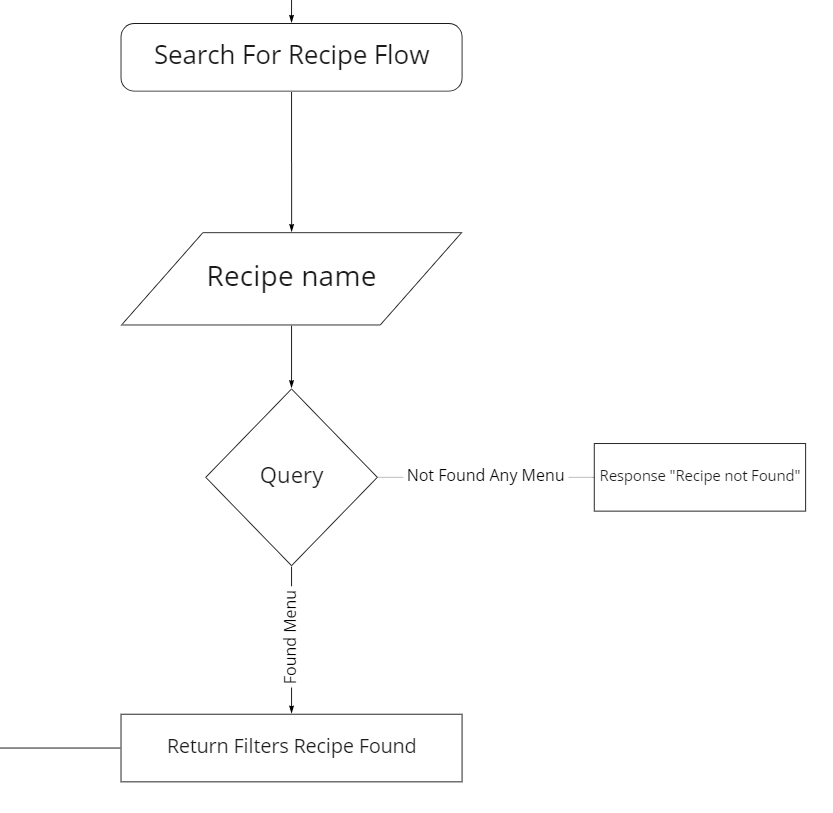 Search For Recipe Flow
Recipe name
Query
Not Found Any Menu
Response "Recipe not Found"
Found Menu
Return Filters Recipe Found